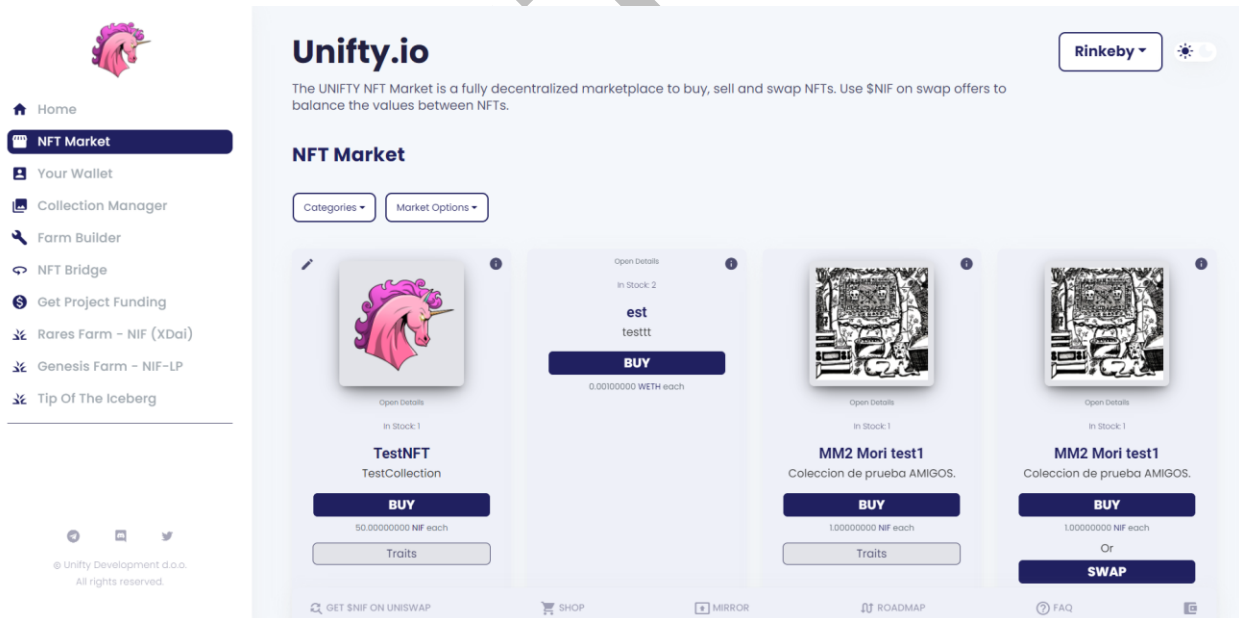 Home
NFT Market
Your Wallet
Collection Manager
Farm Builder
NFT Bridge
Get Project Funding
Rares Farm - NIF (XDai)
Genesis Farm - NIF-LP
Tip Of The Iceberg
@ Unifty Development d.o.o.
All rights reserved.
Unifty.io
Rinkeby
The UNIFTY NFT Market is a fully decentralized marketplace to buy, sell and swap NFTs. Use $NIF on swap offers to
balance the values between NFTs.
NFT Market
Categories
Market Options
Open Details
In Stock: 1
TestNFT
TestCollection
BUY
50.00000000 NIF each
Traits
Open Details
In Stock: 2
est
testtt
BUY
0.00100000 WETH each
Open Details
In Stock: 1
MM2 Mori test1
Coleccion de prueba AMIGOS.
BUY
1.00000000 NIF each
Traits
Open Details
In Stock: 1
MM2 Mori test1
Coleccion de prueba AMIGOS.
BUY
1.00000000 NIF each
Or
SWAP
GET $NIF ON UNISWAP
SHOP
MIRROR
ROADMAP
FAQ